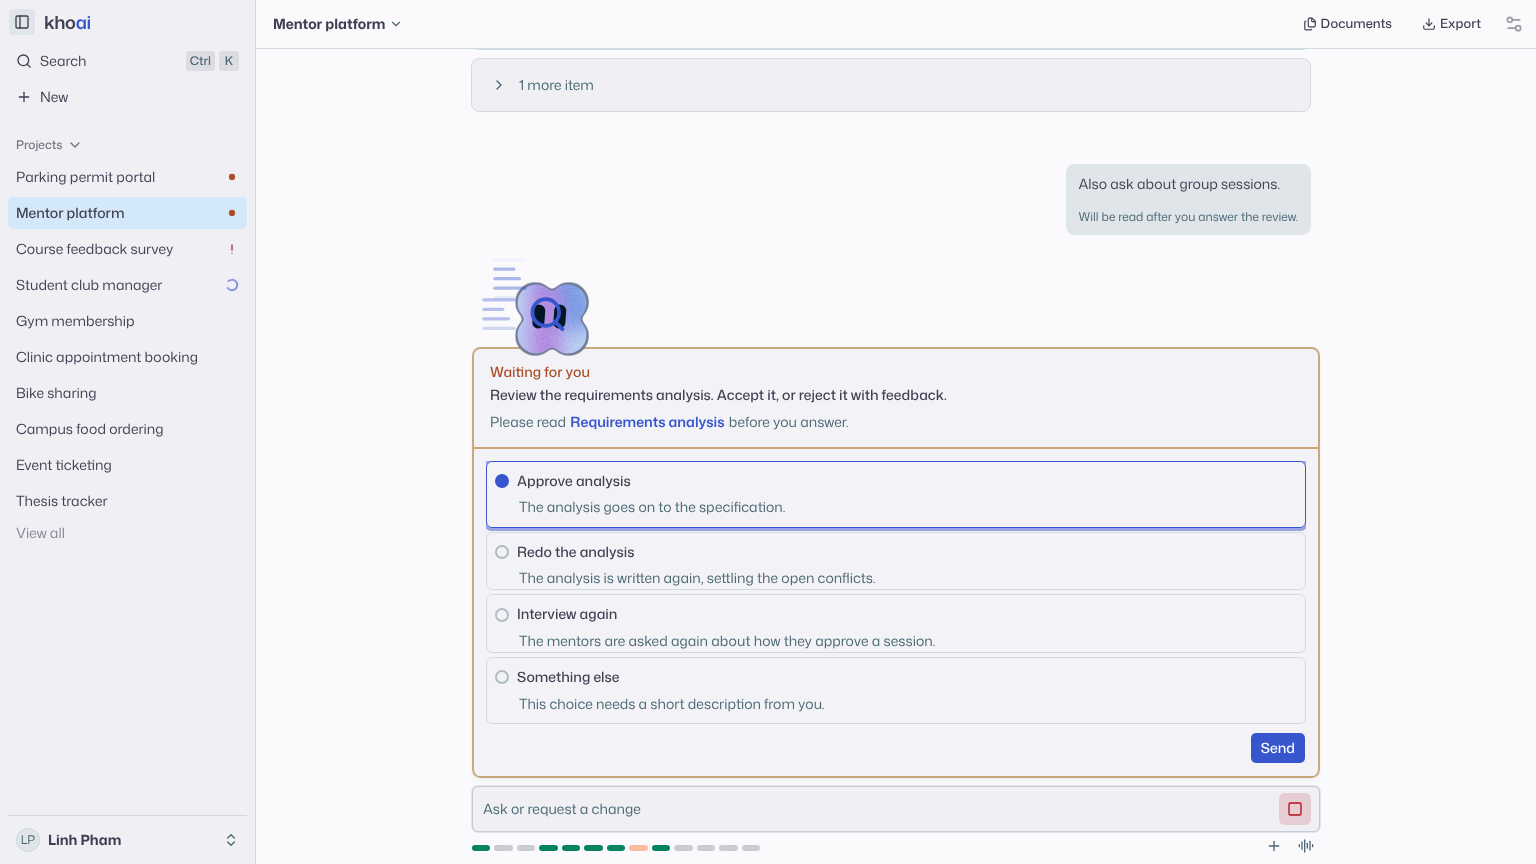 khoai
Search
Ctrl K
New
Projects
Parking permit portal
Mentor platform
Course feedback survey
!
Student club manager
Gym membership
Clinic appointment booking
Bike sharing
Campus food ordering
Event ticketing
Thesis tracker
View all
LP Linh Pham
Mentor platform
Documents
Export
1 more item
Also ask about group sessions.
Will be read after you answer the review.
Waiting for you
Review the requirements analysis. Accept it, or reject it with feedback.
Please read Requirements analysis before you answer.
Approve analysis
The analysis goes on to the specification.
Redo the analysis
The analysis is written again, settling the open conflicts.
Interview again
The mentors are asked again about how they approve a session.
Something else
This choice needs a short description from you.
Send
Ask or request a change